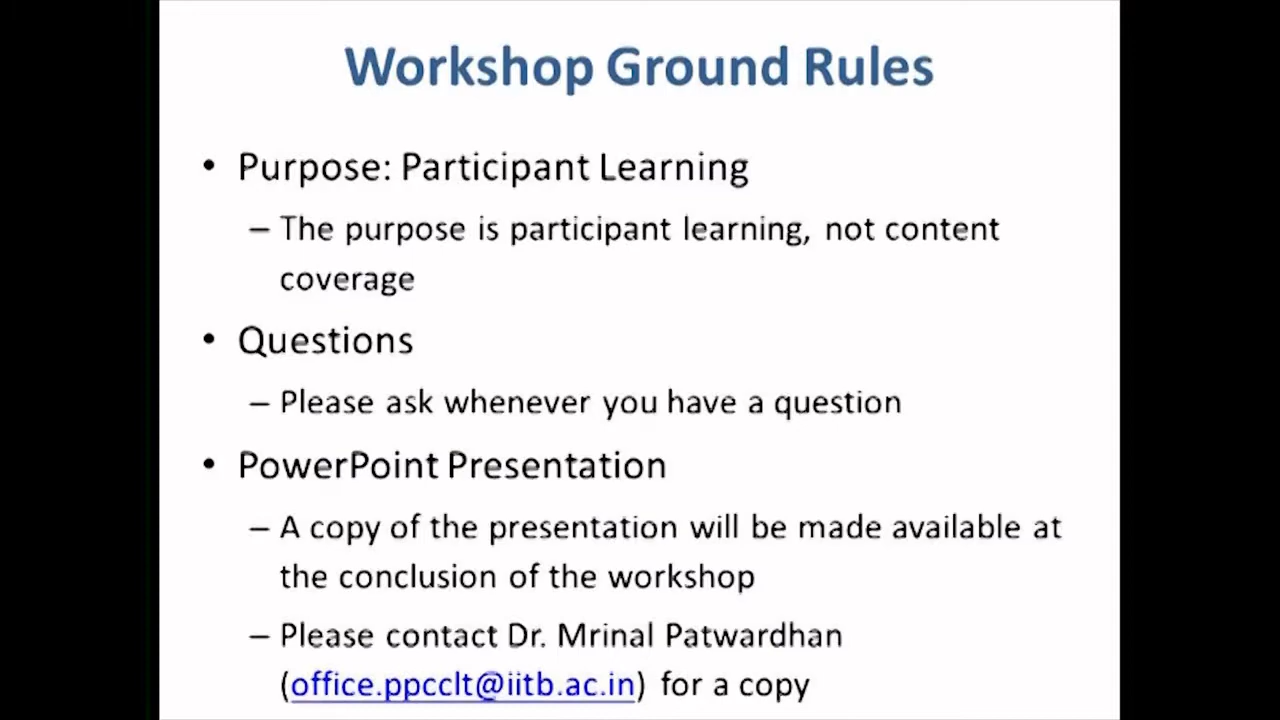 Workshop Ground Rules
• Purpose: Participant Learning
– The purpose is participant learning, not content
coverage
• Questions
– Please ask whenever you have a question
• PowerPoint Presentation
– A copy of the presentation will be made available at
the conclusion of the workshop
– Please contact Dr. Mrinal Patwardhan
(office.ppcclt@iitb.ac.in) for a copy